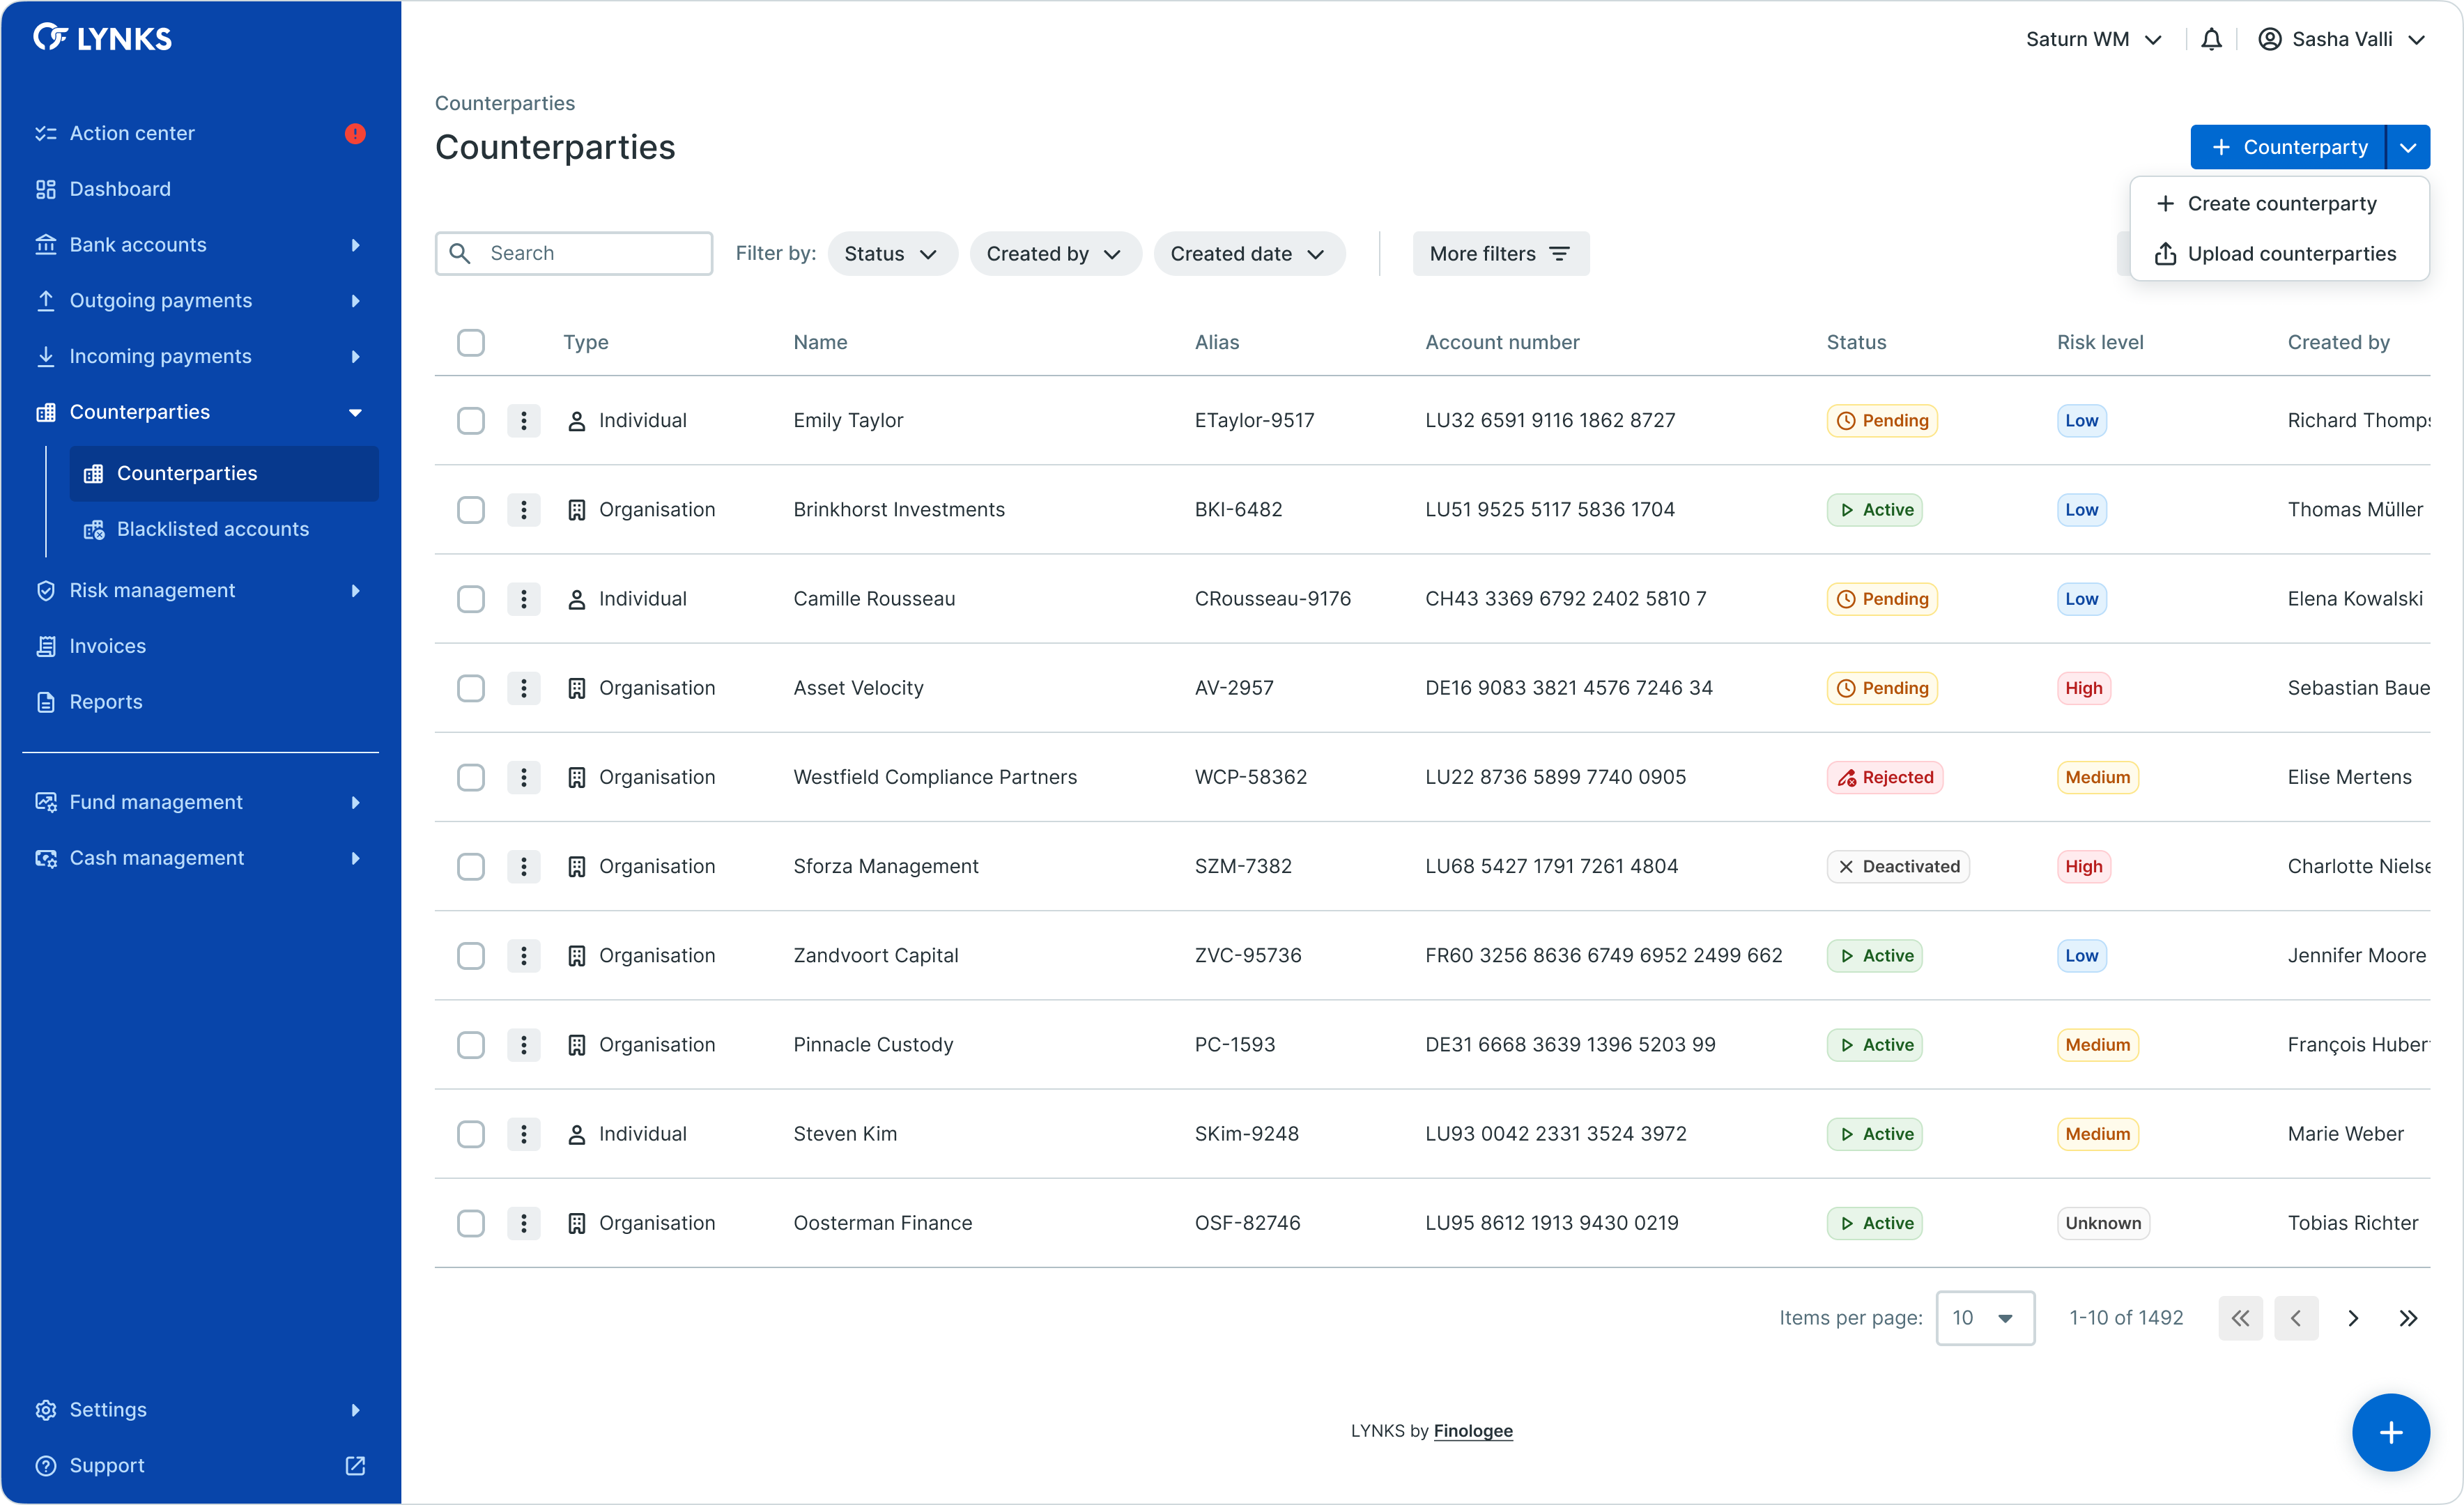 LYNKS
Saturn WM
Sasha Valli
Action center
Dashboard
Bank accounts
Outgoing payments
Incoming payments
Counterparties
Counterparties
Blacklisted accounts
Risk management
Invoices
Reports
Fund management
Cash management
Settings
Support
Counterparties
Counterparties
Counterparty
Create counterparty
Upload counterparties
Search
Filter by: Status Created by Created date More filters
Type Name Alias Account number Status Risk level Created by
Individual Emily Taylor ETaylor-9517 LU32 6591 9116 1862 8727 Pending Low Richard Thomps
Organisation Brinkhorst Investments BKI-6482 LU51 9525 5117 5836 1704 Active Low Thomas Müller
Individual Camille Rousseau CRousseau-9176 CH43 3369 6792 2402 5810 7 Pending Low Elena Kowalski
Organisation Asset Velocity AV-2957 DE16 9083 3821 4576 7246 34 Pending High Sebastian Baue
Organisation Westfield Compliance Partners WCP-58362 LU22 8736 5899 7740 0905 Rejected Medium Elise Mertens
Organisation Sforza Management SZM-7382 LU68 5427 1791 7261 4804 Deactivated High Charlotte Nielse
Organisation Zandvoort Capital ZVC-95736 FR60 3256 8636 6749 6952 2499 662 Active Low Jennifer Moore
Organisation Pinnacle Custody PC-1593 DE31 6668 3639 1396 5203 99 Active Medium François Huber
Individual Steven Kim SKim-9248 LU93 0042 2331 3524 3972 Active Medium Marie Weber
Organisation Oosterman Finance OSF-82746 LU95 8612 1913 9430 0219 Active Unknown Tobias Richter
Items per page: 10 1-10 of 1492
LYNKS by Finologee